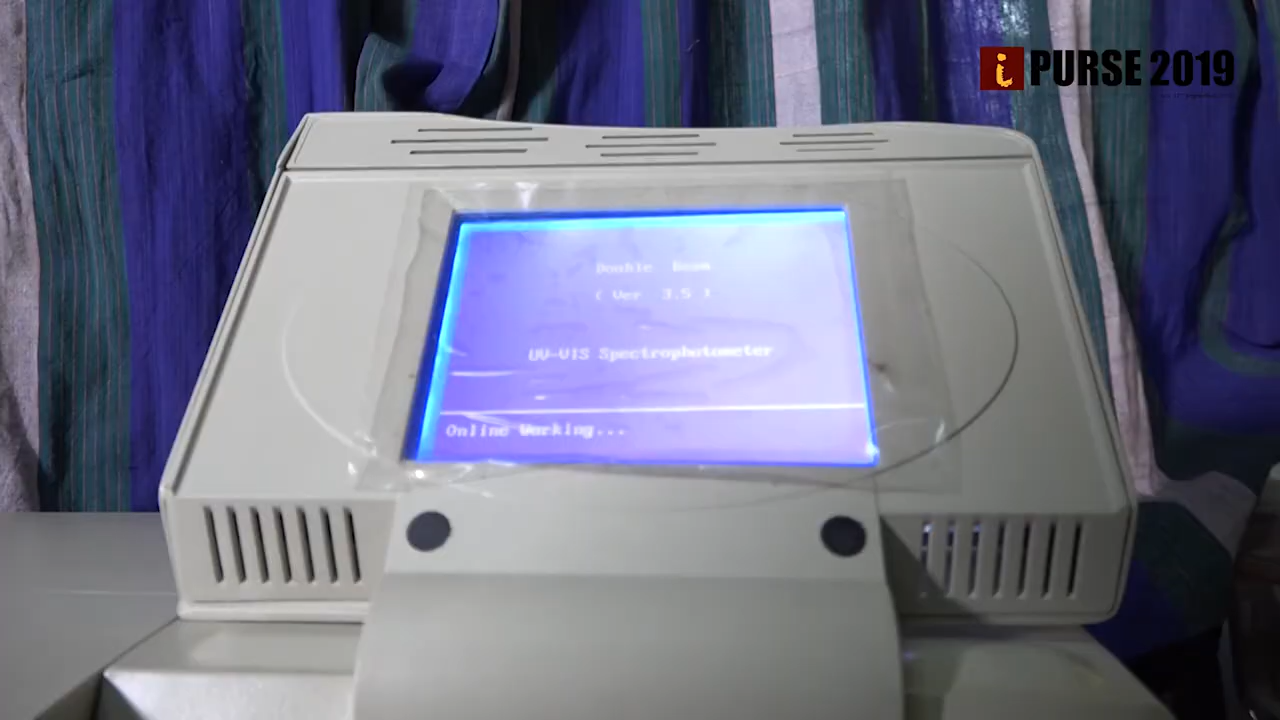 i PURSE 2019
Double Beam
( Ver 3.5 )
UV-VIS Spectrophotometer
Online Working...